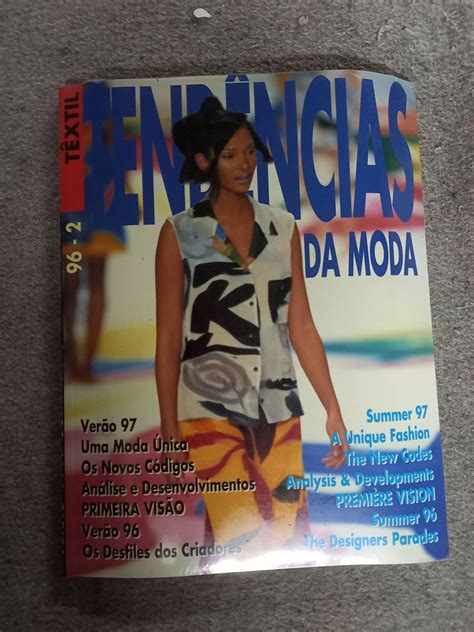 TÊXTIL
96 - 2
TENDÊNCIAS
DA MODA
Verão 97
Uma Moda Única
Os Novos Códigos
Análise e Desenvolvimentos
PRIMEIRA VISÃO
Verão 96
Os Desfiles dos Criadores
Summer 97
A Unique Fashion
The New Codes
Analysis & Developments
PREMIÈRE VISION
Summer 96
The Designers Parades